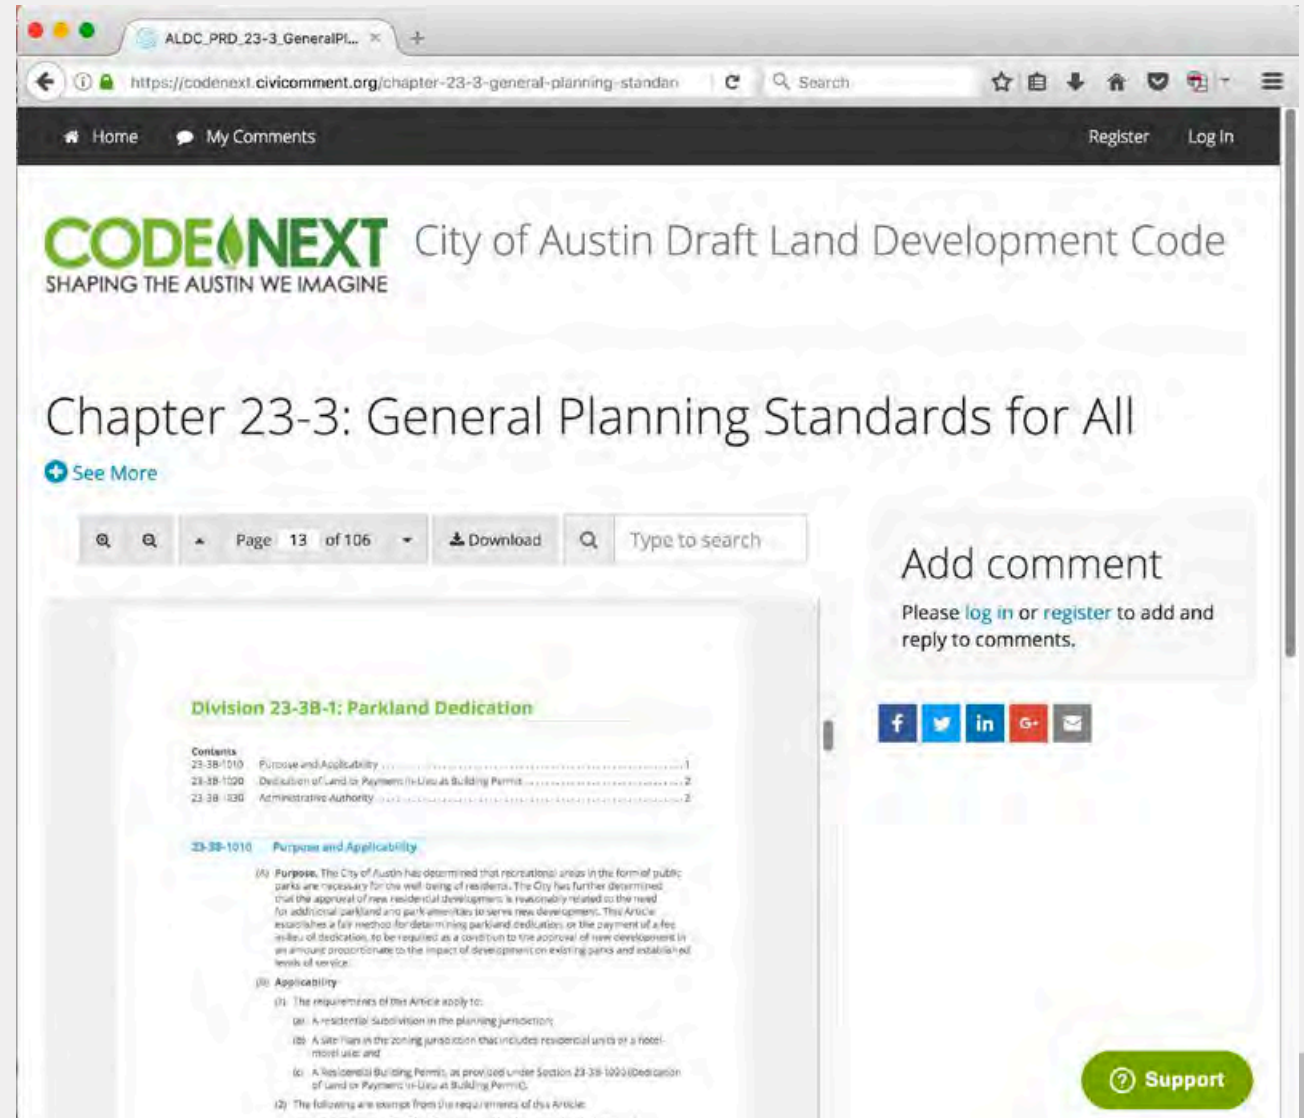 ALDC_PRD_23-3_GeneralPl...
https://codenext.civicomment.org/chapter-23-3-general-planning-standan
Search
Home
My Comments
Register
Log In
CODENEXT
SHAPING THE AUSTIN WE IMAGINE
City of Austin Draft Land Development Code
Chapter 23-3: General Planning Standards for All
See More
Page 13 of 106
Download
Type to search
Add comment
Please log in or register to add and
reply to comments.
Division 23-3B-1: Parkland Dedication
Contents
23-3B-1010 Purpose and Applicability 1
23-3B-1020 Dedication of Land or Payment in-Lieu at Building Permit 2
23-3B-1030 Administrative Authority 2
23-3B-1010 Purpose and Applicability
(A) Purpose. The City of Austin has determined that recreational areas in the form of public
parks are necessary for the well being of residents. The City has further determined
that the approval of new residential development is reasonably related to the need
for additional parkland and park amenities to serve new development. This Article
establishes a fair method for determining parkland dedication, or the payment of a fee
in-lieu of dedication, to be required as a condition to the approval of new development in
an amount proportionate to the impact of development on existing parks and established
levels of service.
(B) Applicability
(1) The requirements of this Article apply to:
(a) A residential subdivision in the planning jurisdiction;
(b) A Site Plan in the zoning jurisdiction that includes residential units or a hotel-
motel use; and
(c) A Residential Building Permit, as provided under Section 23-3B-1020 (Dedication
of Land or Payment in-Lieu at Building Permit).
(2) The following are exempt from the requirements of this Article:
f
in
G+
Support